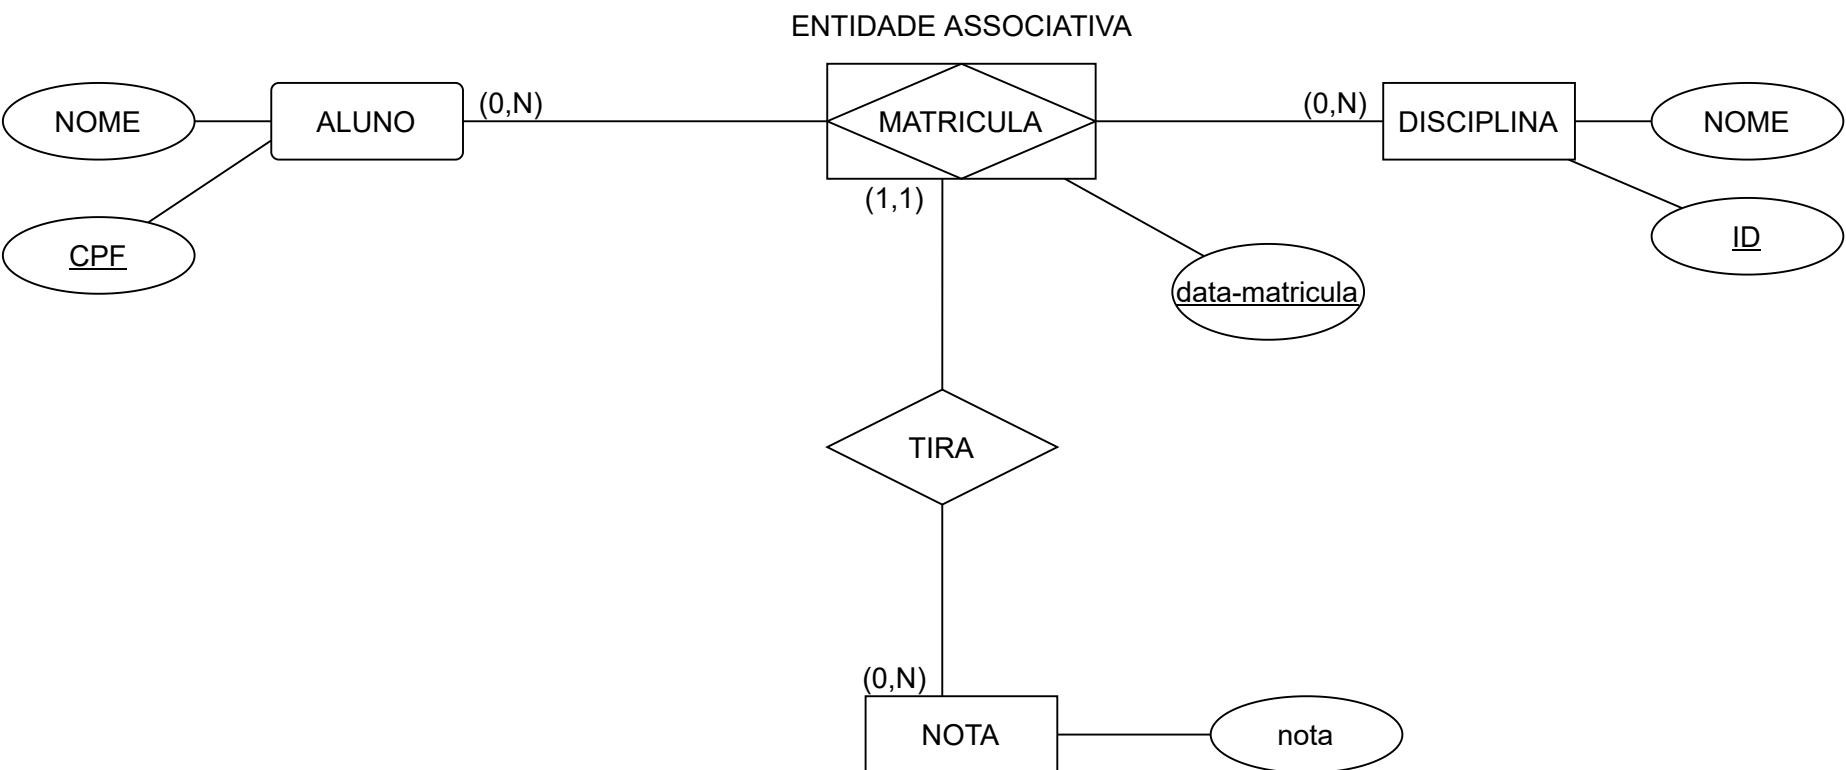 ENTIDADE ASSOCIATIVA
NOME
ALUNO
(0,N)
MATRICULA
(0,N)
DISCIPLINA
NOME
(1,1)
CPF
ID
data-matricula
TIRA
(0,N)
NOTA
nota